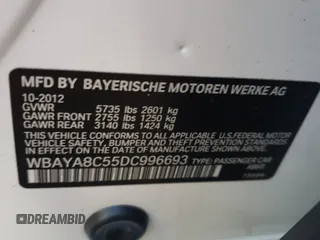 MFD BY BAYERISCHE MOTOREN WERKE AG
10-2012
GVWR 5735 lbs 2601 kg
GAWR FRONT 2755 lbs 1250 kg
GAWR REAR 3140 lbs 1424 kg
THIS VEHICLE CONFORMS TO ALL APPLICABLE U.S. FEDERAL MOTOR
VEHICLE SAFETY, BUMPER, AND THEFT PREVENTION STANDARDS
IN EFFECT ON THE DATE OF MANUFACTURE SHOWN ABOVE.
WBAYA8C55DC996693 TYPE: PASSENGER CAR
DREAMBID